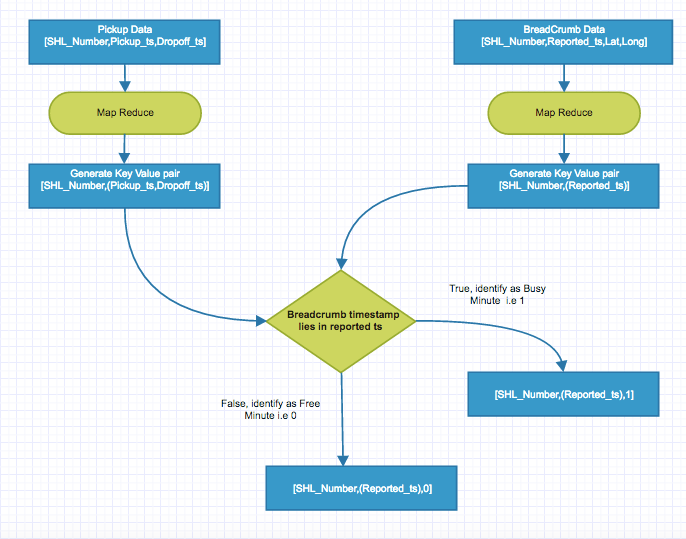 Pickup Data
[SHL_Number,Pickup_ts,Dropoff_ts]
BreadCrumb Data
[SHL_Number,Reported_ts,Lat,Long]
Map Reduce
Map Reduce
Generate Key Value pair
[SHL_Number,(Pickup_ts,Dropoff_ts)]
Generate Key Value pair
[SHL_Number,(Reported_ts)]
True, identify as Busy
Minute i.e 1
Breadcrumb timestamp
lies in reported ts
[SHL_Number,(Reported_ts),1]
False, identify as Free
Minute i.e 0
[SHL_Number,(Reported_ts),0]